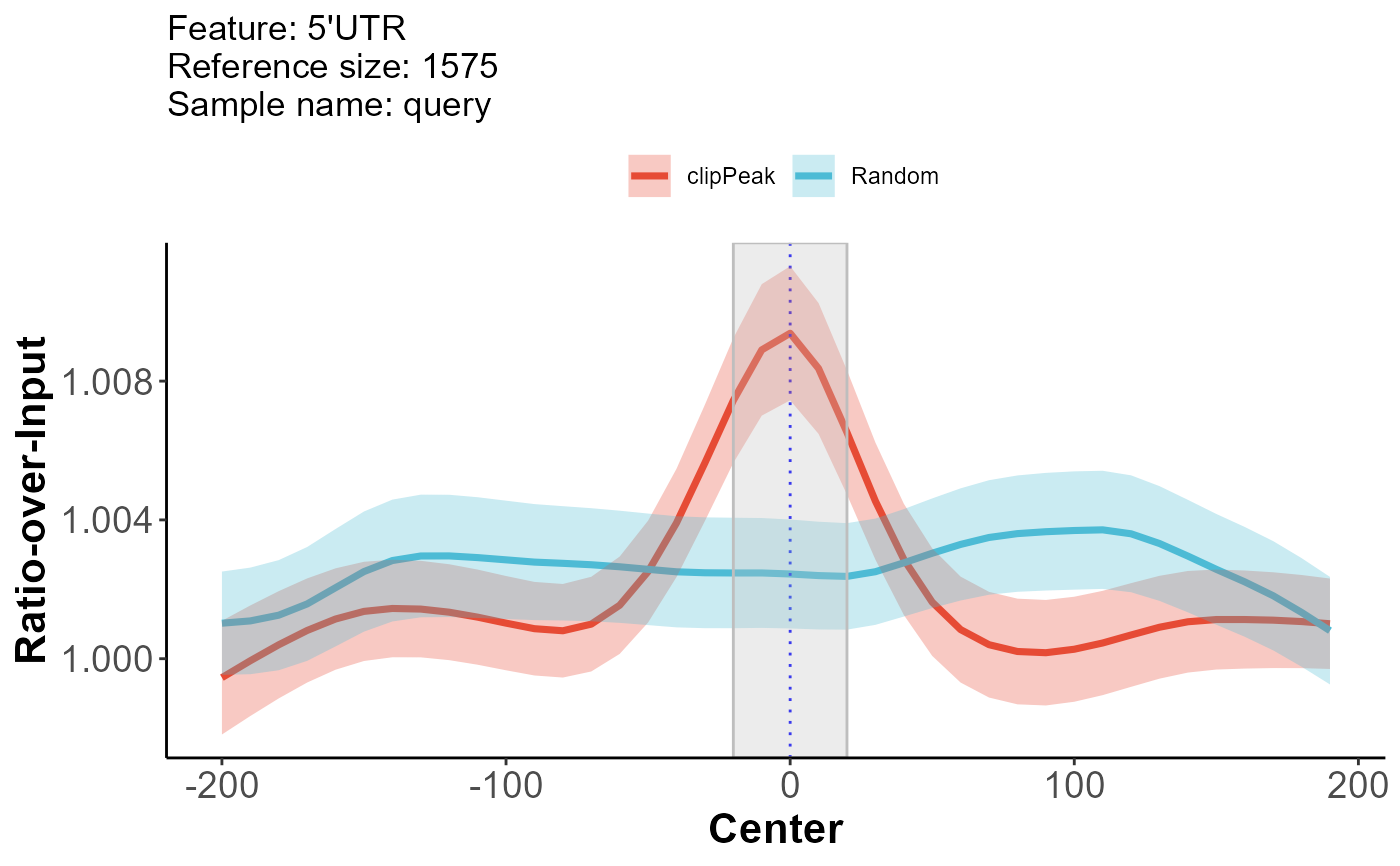 Feature: 5'UTR
Reference size: 1575
Sample name: query
clipPeak Random
Ratio-over-Input
1.008
1.004
1.000
-200 -100 0 100 200
Center